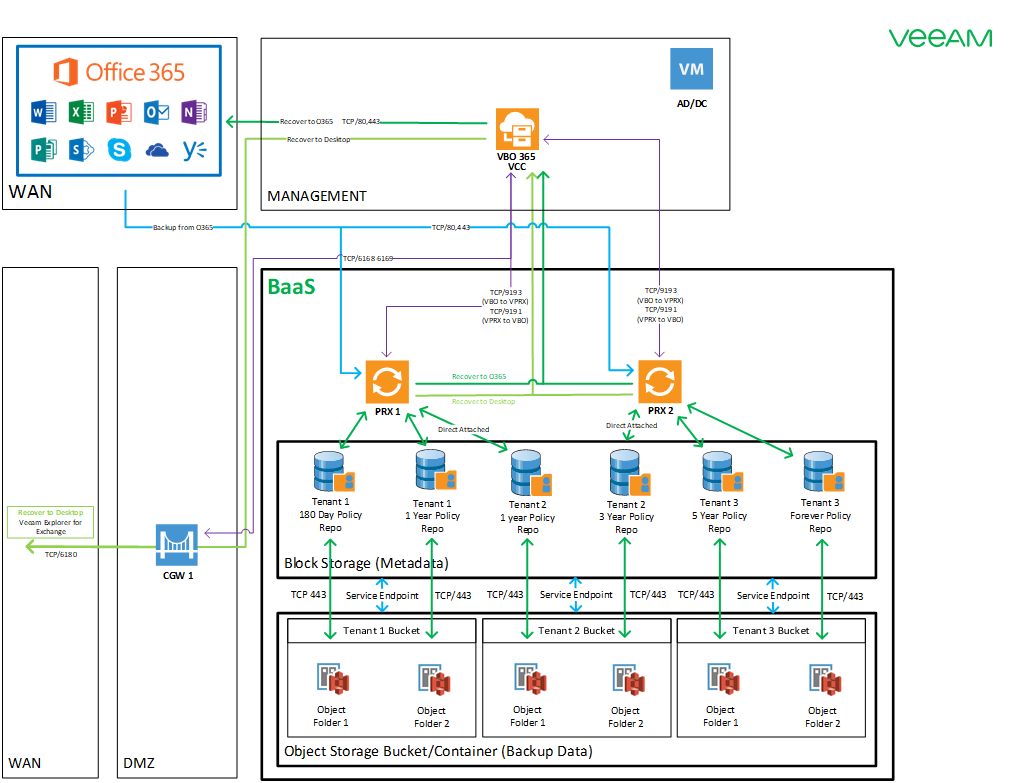 veeAM
Office 365
W
X
P
O
N
P
S
S
WAN
VM
AD/DC
Recover to O365
TCP/80,443
Recover to Desktop
VBO 365
VCC
MANAGEMENT
Backup from O365
TCP/80,443
TCP/6168 6169
BaaS
TCP/9193
(VBO to VPRX)
TCP/9191
(VPRX to VBO)
TCP/9193
(VBO to VPRX)
TCP/9191
(VPRX to VBO)
Recover to O365
Recover to Desktop
PRX 1
PRX 2
Direct Attached
Direct Attached
Tenant 1
180 Day Policy
Repo
Tenant 1
1 Year Policy
Repo
Tenant 2
1 year Policy
Repo
Tenant 2
3 Year Policy
Repo
Tenant 3
5 Year Policy
Repo
Tenant 3
Forever Policy
Repo
Block Storage (Metadata)
Recover to Desktop
Veeam Explorer for
Exchange
TCP/6180
CGW 1
TCP 443
Service Endpoint
TCP/443
TCP/443
Service Endpoint
TCP/443
TCP/443
Service Endpoint
TCP/443
Tenant 1 Bucket
Tenant 2 Bucket
Tenant 3 Bucket
Object
Folder 1
Object
Folder 2
Object
Folder 1
Object
Folder 2
Object
Folder 1
Object
Folder 2
Object Storage Bucket/Container (Backup Data)
WAN
DMZ